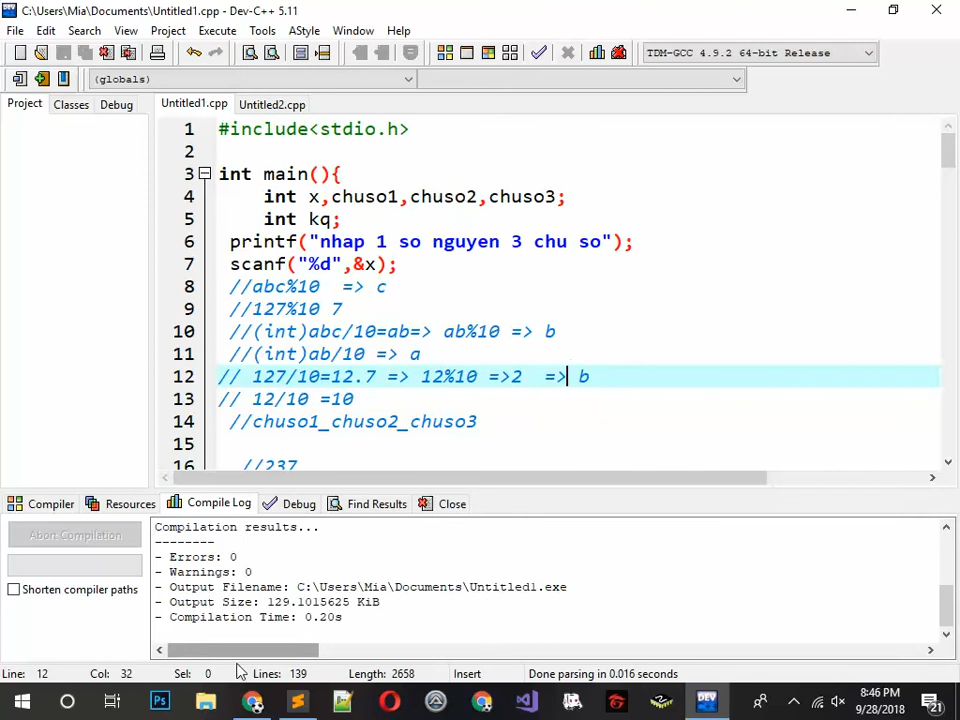 C:\Users\Mia\Documents\Untitled1.cpp - Dev-C++ 5.11
File Edit Search View Project Execute Tools AStyle Window Help
TDM-GCC 4.9.2 64-bit Release
(globals)
Project Classes Debug Untitled1.cpp Untitled2.cpp
1 #include<stdio.h>
2
3 int main(){
4 int x,chuso1,chuso2,chuso3;
5 int kq;
6 printf("nhap 1 so nguyen 3 chu so");
7 scanf("%d",&x);
8 //abc%10 => c
9 //127%10 7
10 //(int)abc/10=ab=> ab%10 => b
11 //(int)ab/10 => a
12 // 127/10=12.7 => 12%10 =>2 => b
13 // 12/10 =10
14 //chuso1_chuso2_chuso3
15
16 //237
Compiler Resources Compile Log Debug Find Results Close
Abort Compilation
Shorten compiler paths
Compilation results...
--------
- Errors: 0
- Warnings: 0
- Output Filename: C:\Users\Mia\Documents\Untitled1.exe
- Output Size: 129.1015625 KiB
- Compilation Time: 0.20s
Line: 12 Col: 32 Sel: 0 Lines: 139 Length: 2658 Insert Done parsing in 0.016 seconds
Ps
DEV
8:46 PM
9/28/2018
21